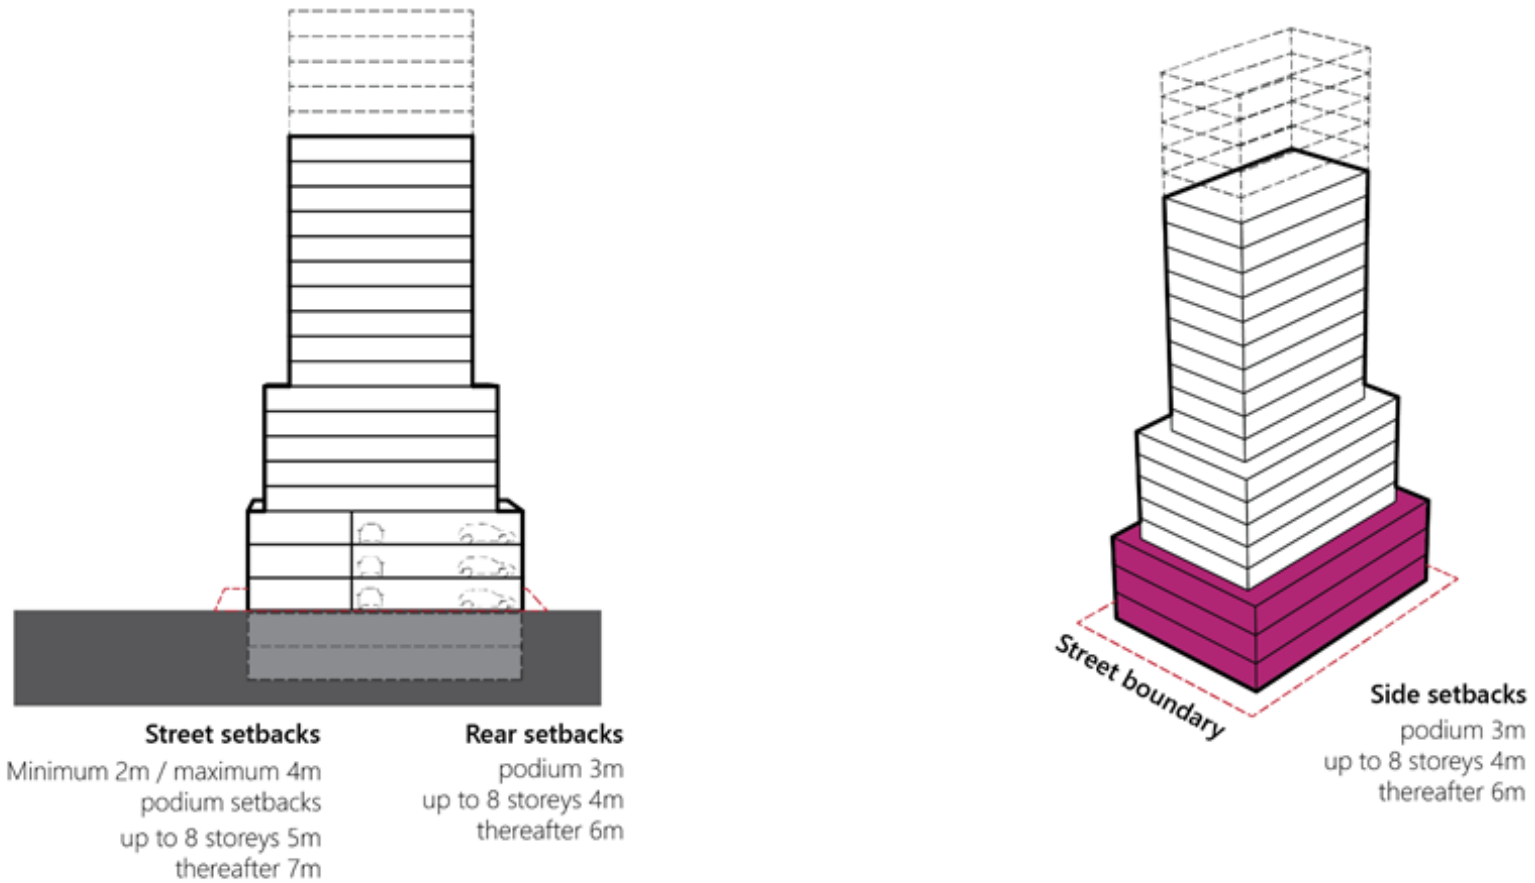 Street setbacks
Minimum 2m / maximum 4m
podium setbacks
up to 8 storeys 5m
thereafter 7m
Rear setbacks
podium 3m
up to 8 storeys 4m
thereafter 6m
Street boundary
Side setbacks
podium 3m
up to 8 storeys 4m
thereafter 6m